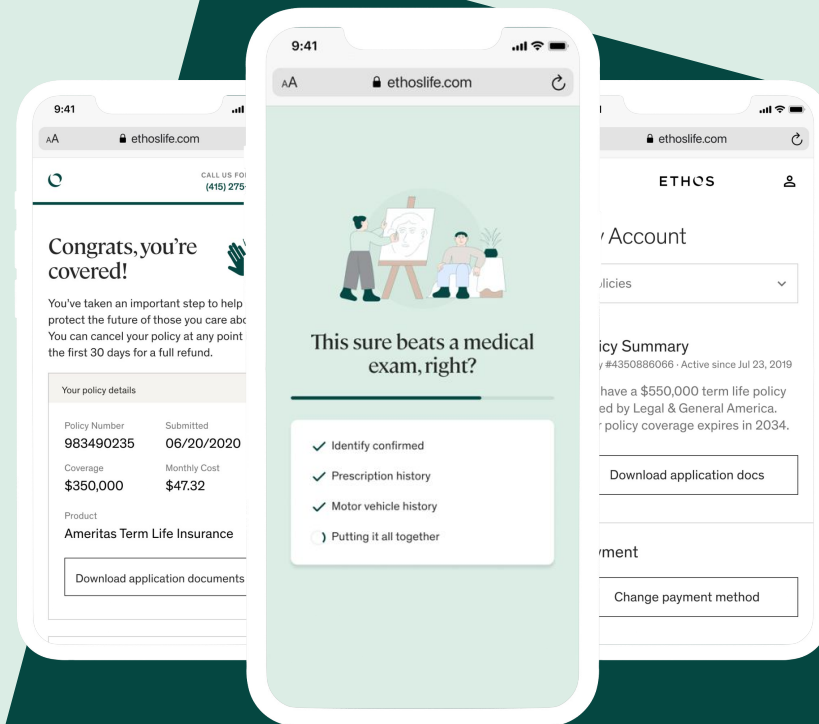 9:41
AA ethoslife.com
CALL US FO
(415) 275-
Congrats, you're
covered!
You've taken an important step to help
protect the future of those you care abo
You can cancel your policy at any point
the first 30 days for a full refund.
Your policy details
Policy Number Submitted
983490235 06/20/2020
Coverage Monthly Cost
$350,000 $47.32
Product
Ameritas Term Life Insurance
Download application documents
9:41
AA ethoslife.com
This sure beats a medical
exam, right?
Identify confirmed
Prescription history
Motor vehicle history
Putting it all together
ethoslife.com
ETHOS
y Account
olicies
icy Summary
y #4350886066 · Active since Jul 23, 2019
have a $550,000 term life policy
ed by Legal & General America.
r policy coverage expires in 2034.
Download application docs
yment
Change payment method